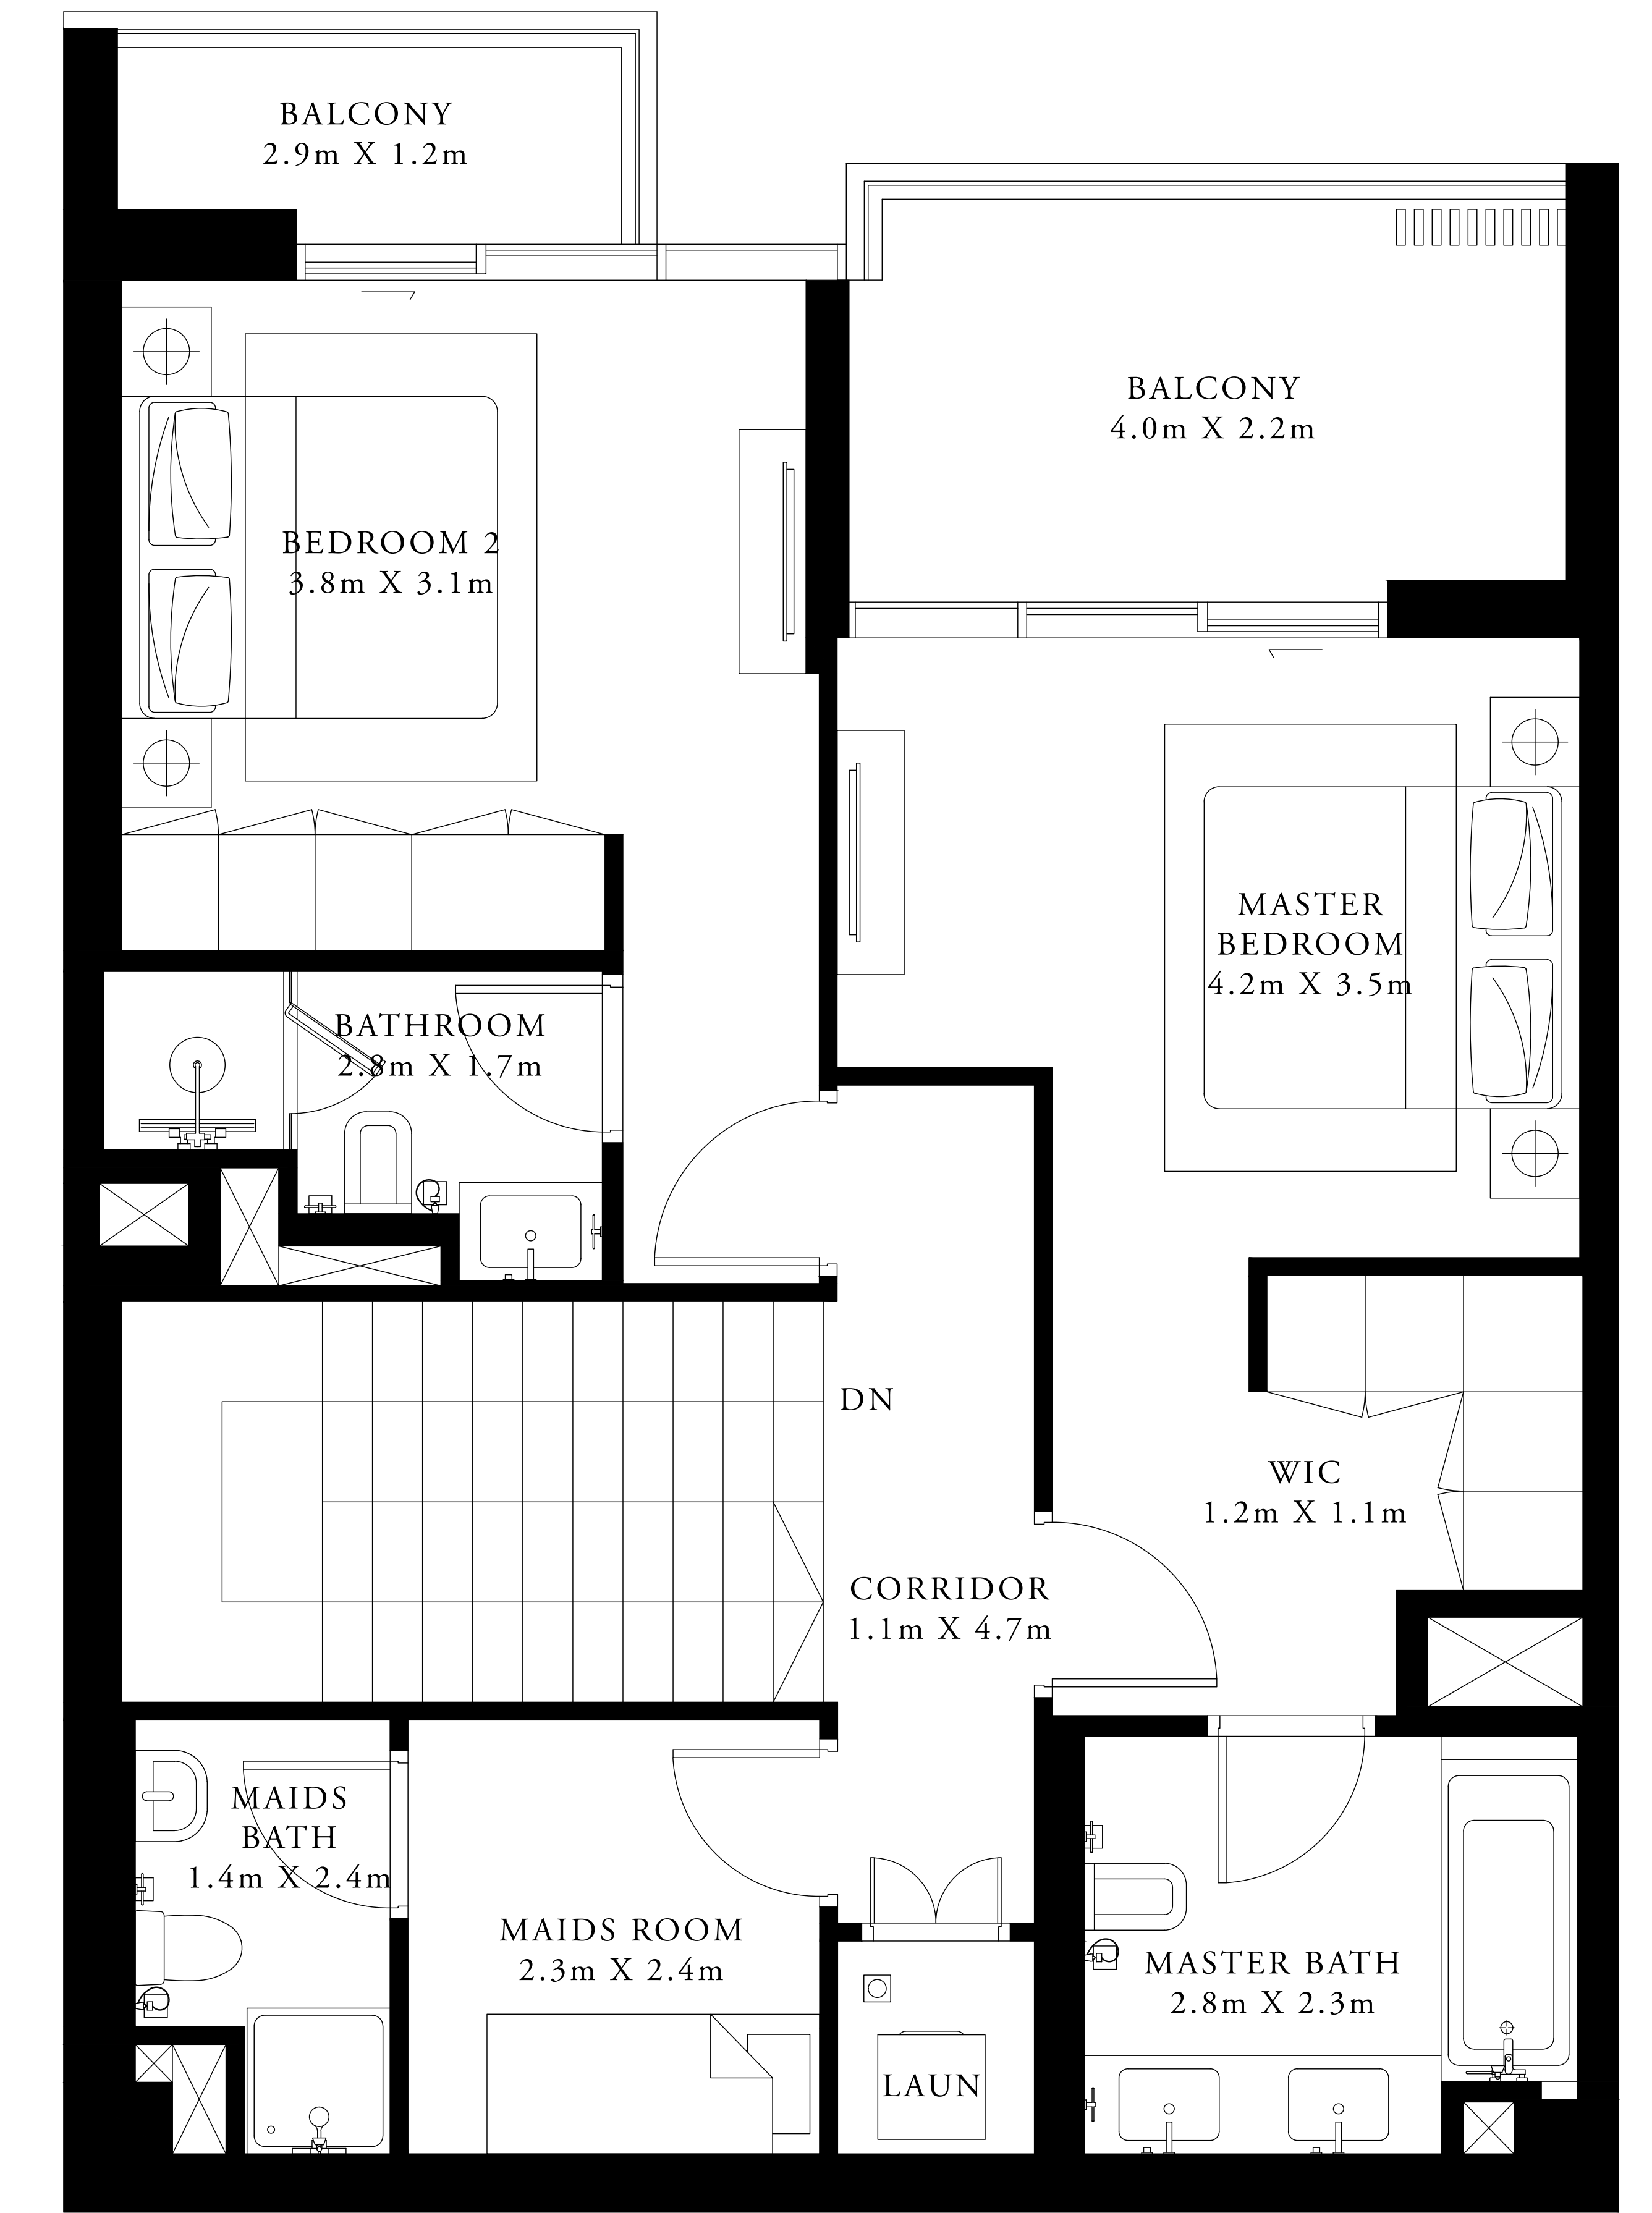 BALCONY
2.9m X 1.2m
BALCONY
4.0m X 2.2m
BEDROOM 2
3.8m X 3.1m
MASTER
BEDROOM
4.2m X 3.5m
BATHROOM
2.8m X 1.7m
DN
WIC
1.2m X 1.1m
CORRIDOR
1.1m X 4.7m
MAIDS
BATH
1.4m X 2.4m
MAIDS ROOM
2.3m X 2.4m
MASTER BATH
2.8m X 2.3m
LAUN